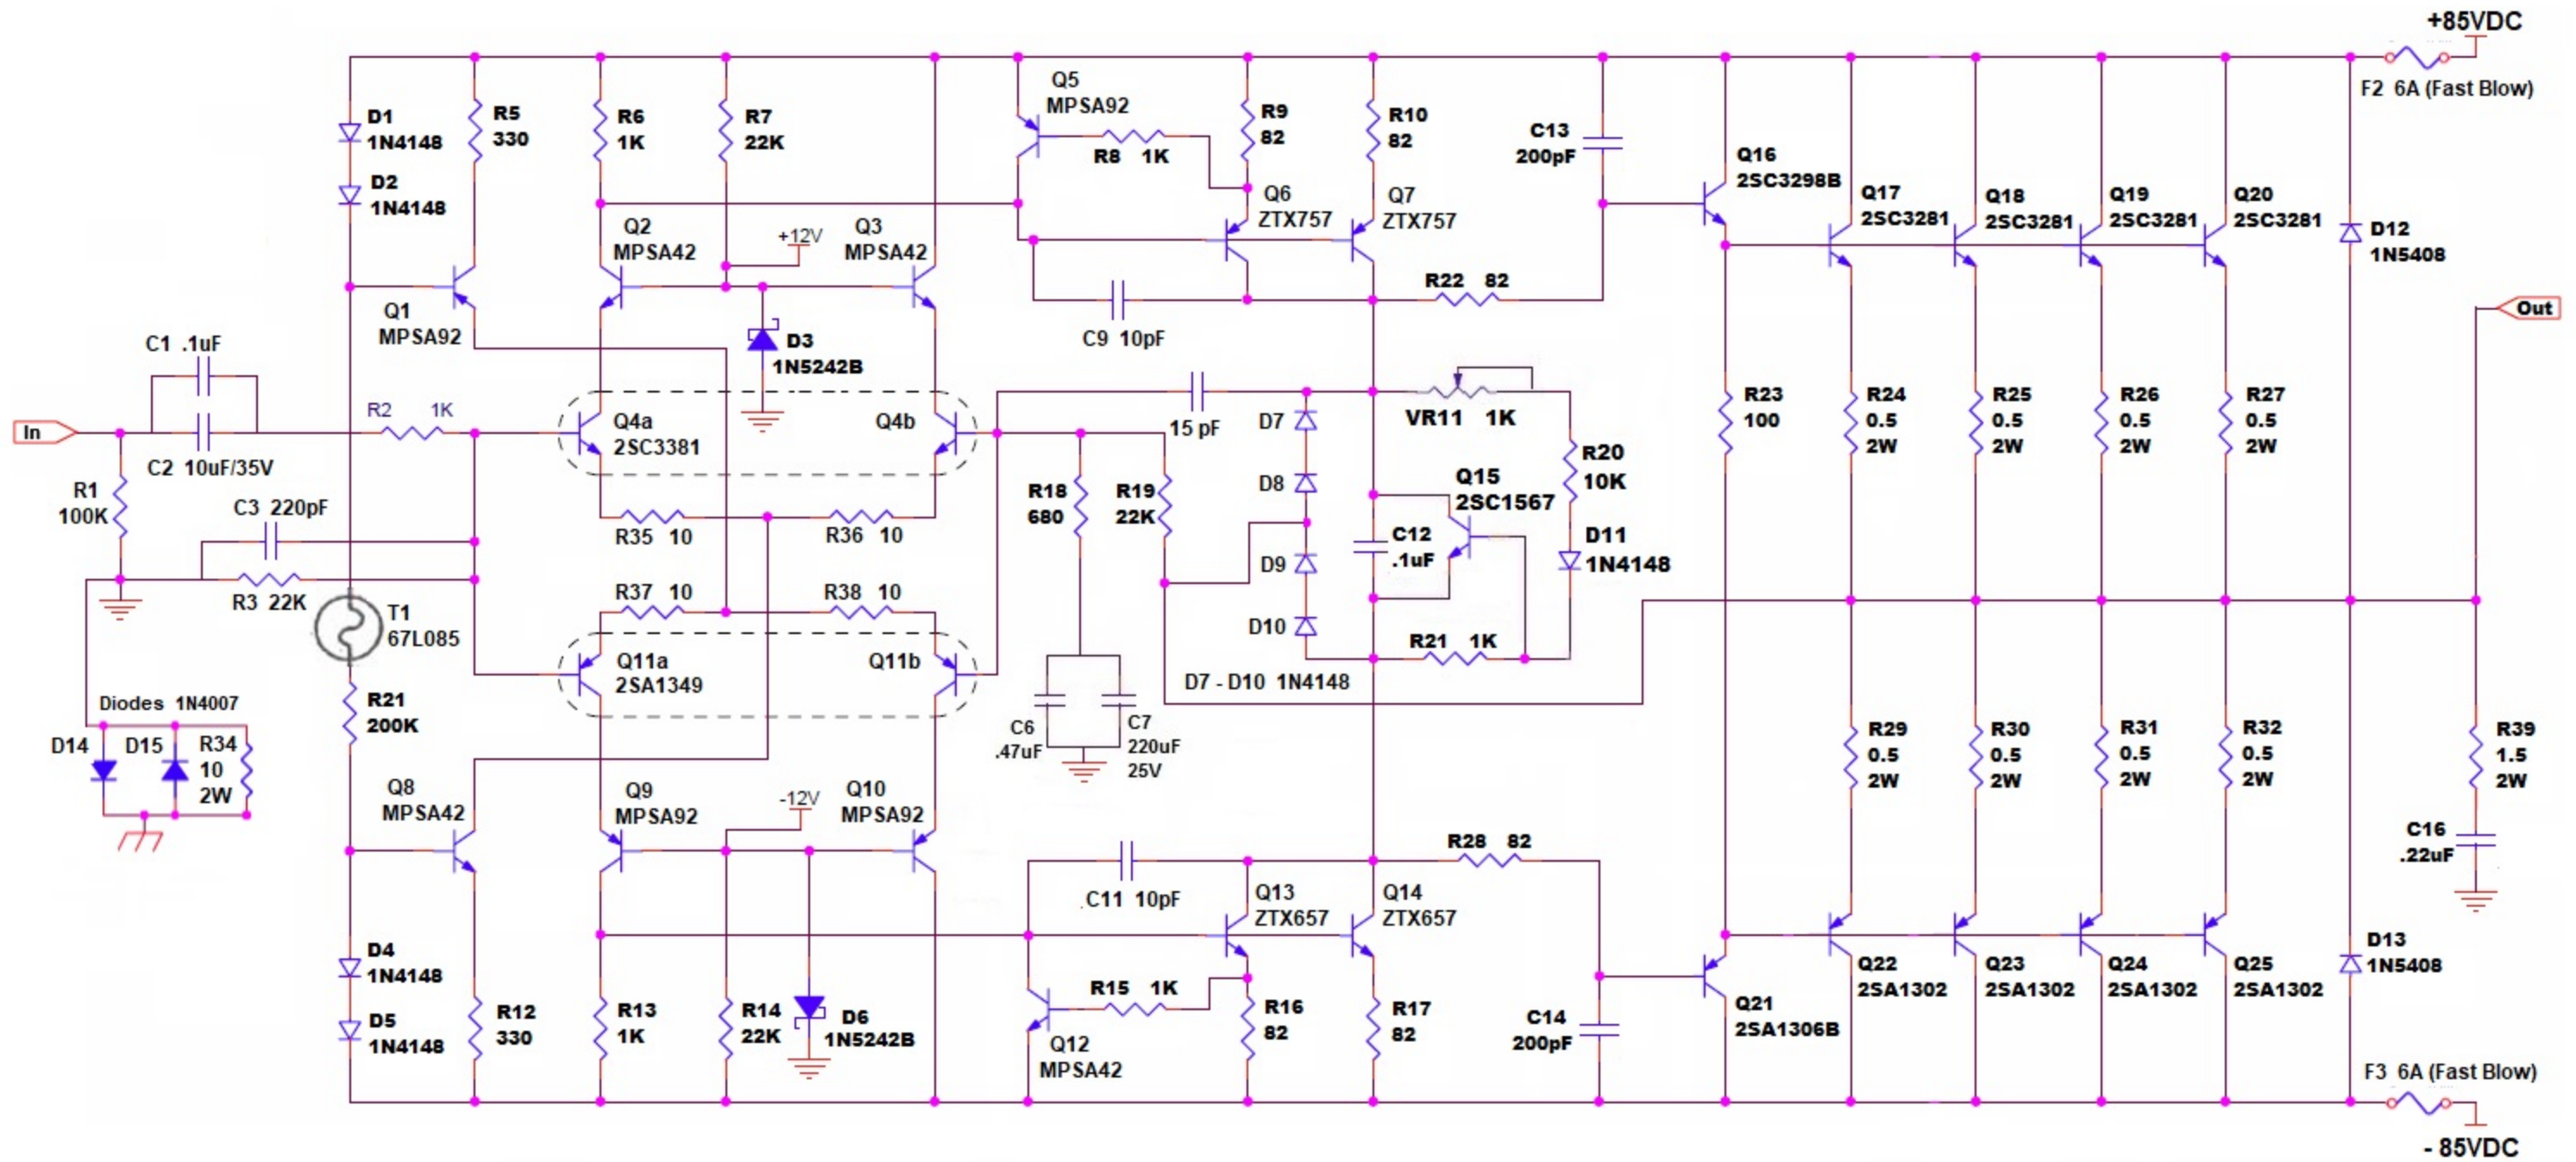 +85VDC
F2 6A (Fast Blow)
D1
1N4148
R5
330
R6
1K
R7
22K
Q5
MPSA92
R8 1K
R9
82
R10
82
C13
200pF
Q16
2SC3298B
D2
1N4148
Q2
MPSA42
+12V
Q3
MPSA42
Q6
ZTX757
Q7
ZTX757
Q17
2SC3281
Q18
2SC3281
Q19
2SC3281
Q20
2SC3281
D12
1N5408
Q1
MPSA92
D3
1N5242B
C9 10pF
R22 82
Out
C1 .1uF
In
C2 10uF/35V
R2 1K
Q4a
2SC3381
Q4b
15 pF
D7
VR11 1K
R23
100
R24
0.5
2W
R25
0.5
2W
R26
0.5
2W
R27
0.5
2W
R1
100K
C3 220pF
R3 22K
R35 10
R36 10
R18
680
R19
22K
D8
Q15
2SC1567
R20
10K
C12
.1uF
D9
D11
1N4148
T1
67L085
R37 10
R38 10
D10
R21 1K
Q11a
2SA1349
Q11b
D7 - D10 1N4148
R21
200K
Diodes 1N4007
D14
D15
R34
10
2W
C6
.47uF
C7
220uF
25V
R29
0.5
2W
R30
0.5
2W
R31
0.5
2W
R32
0.5
2W
R39
1.5
2W
Q8
MPSA42
Q9
MPSA92
-12V
Q10
MPSA92
C11 10pF
R28 82
C16
.22uF
Q13
ZTX657
Q14
ZTX657
D4
1N4148
R12
330
R13
1K
R14
22K
D6
1N5242B
R15 1K
Q12
MPSA42
R16
82
R17
82
C14
200pF
Q21
2SA1306B
Q22
2SA1302
Q23
2SA1302
Q24
2SA1302
Q25
2SA1302
D13
1N5408
D5
1N4148
F3 6A (Fast Blow)
- 85VDC